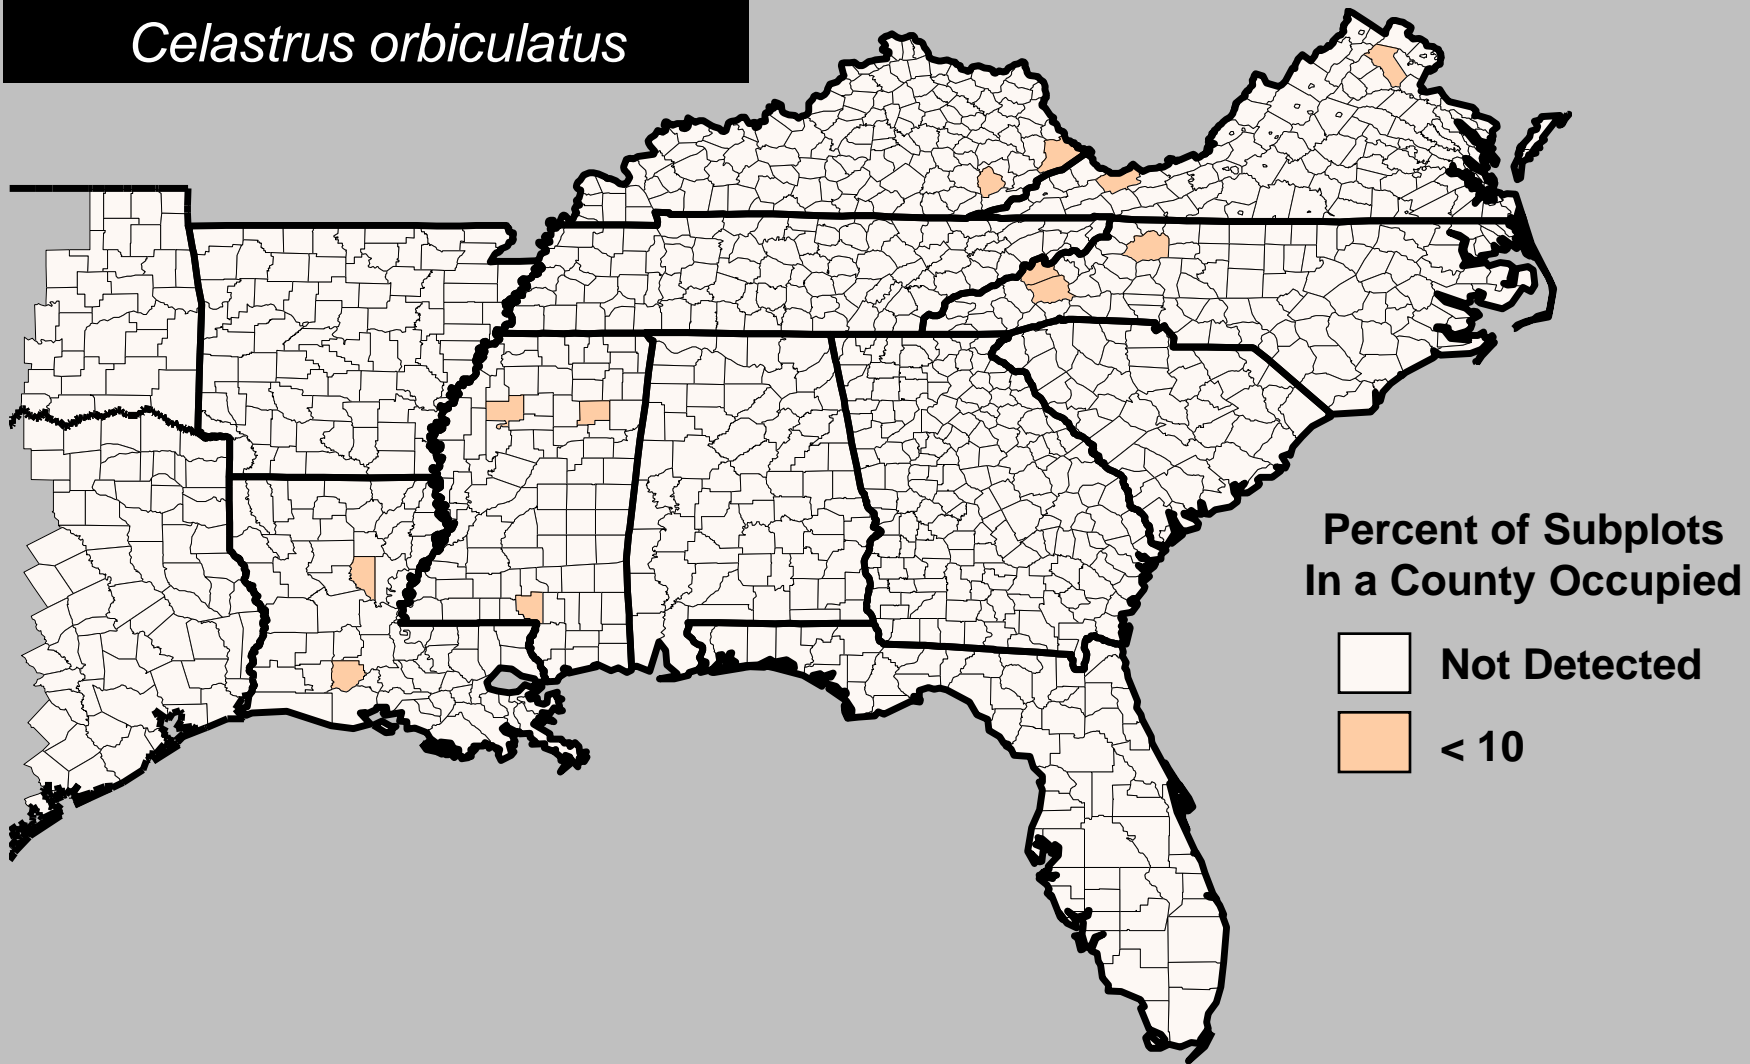 Celastrus orbiculatus
Percent of Subplots
In a County Occupied
Not Detected
< 10